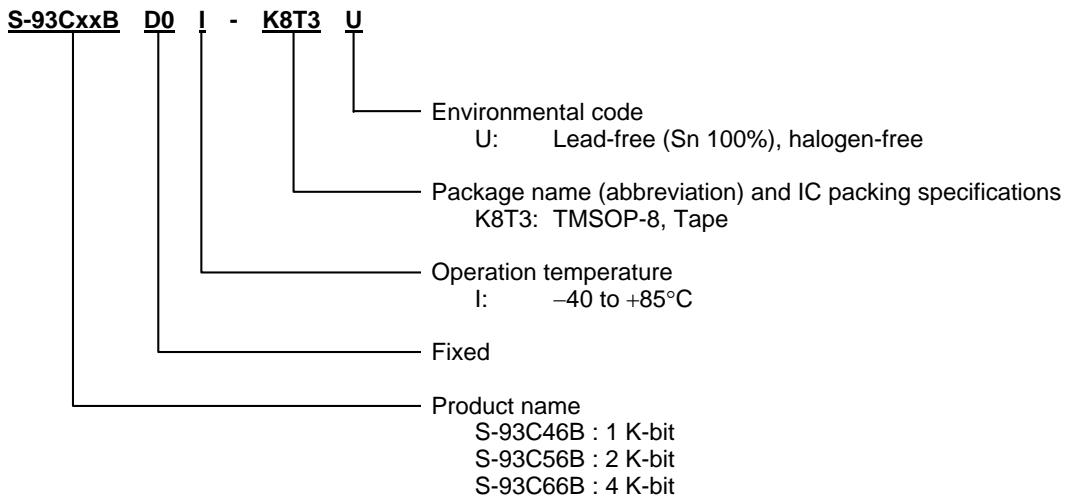 S-93CxxB D0 I - K8T3 U
Environmental code
U: Lead-free (Sn 100%), halogen-free
Package name (abbreviation) and IC packing specifications
K8T3: TMSOP-8, Tape
Operation temperature
I: −40 to +85°C
Fixed
Product name
S-93C46B : 1 K-bit
S-93C56B : 2 K-bit
S-93C66B : 4 K-bit